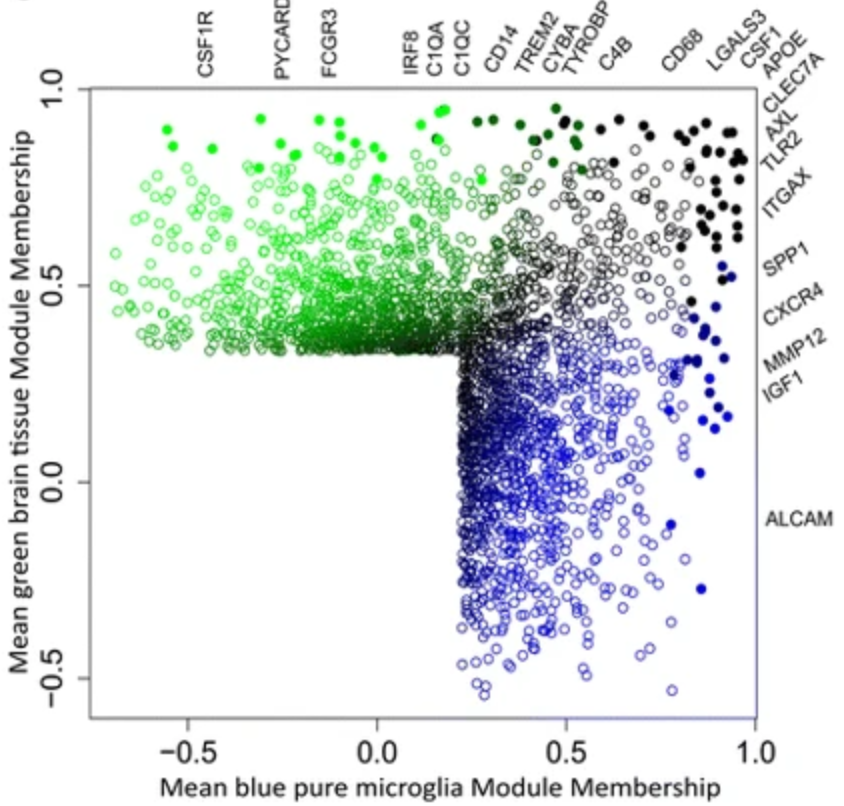 CSF1R
PYCARD
FCGR3
IRF8
C1QA
C1QC
CD14
TREM2
CYBA
TYROBP
C4B
CD68
LGALS3
CSF1
APOE
CLEC7A
AXL
TLR2
ITGAX
SPP1
CXCR4
MMP12
IGF1
ALCAM
Mean green brain tissue Module Membership
1.0
0.5
0.0
−0.5
−0.5 0.0 0.5 1.0
Mean blue pure microglia Module Membership